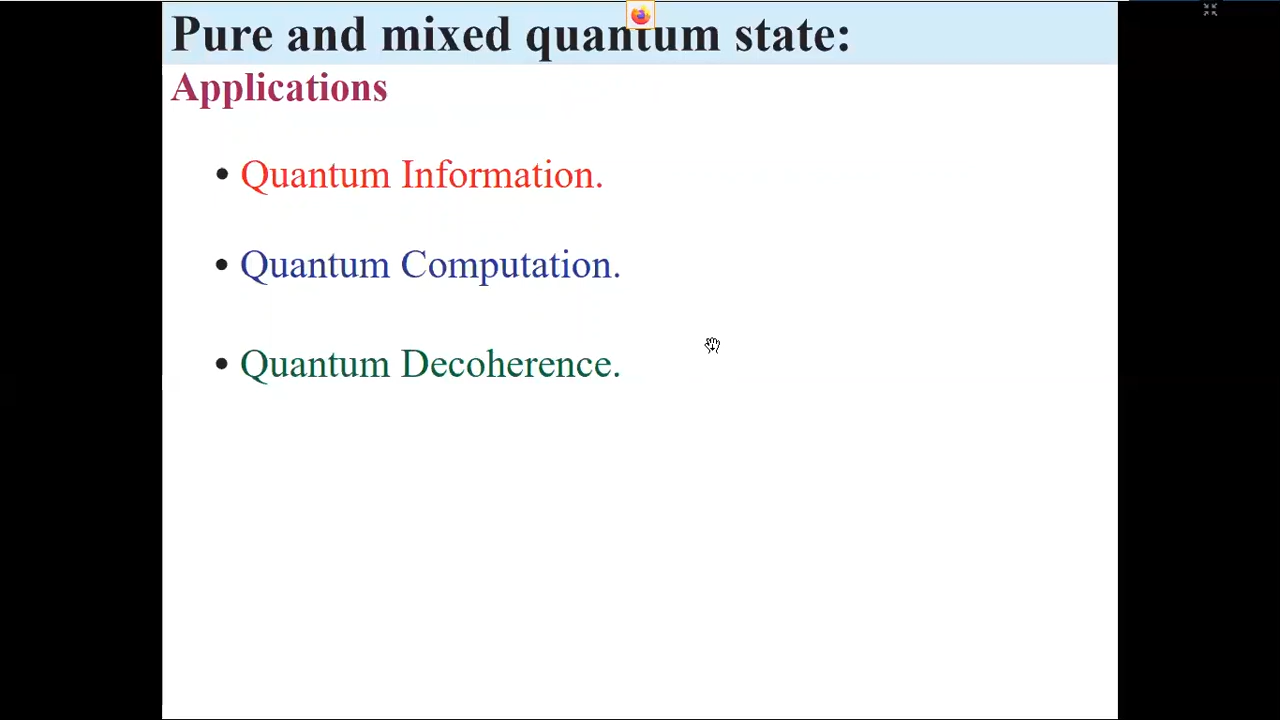 Pure and mixed quantum state:
Applications
• Quantum Information.
• Quantum Computation.
• Quantum Decoherence.